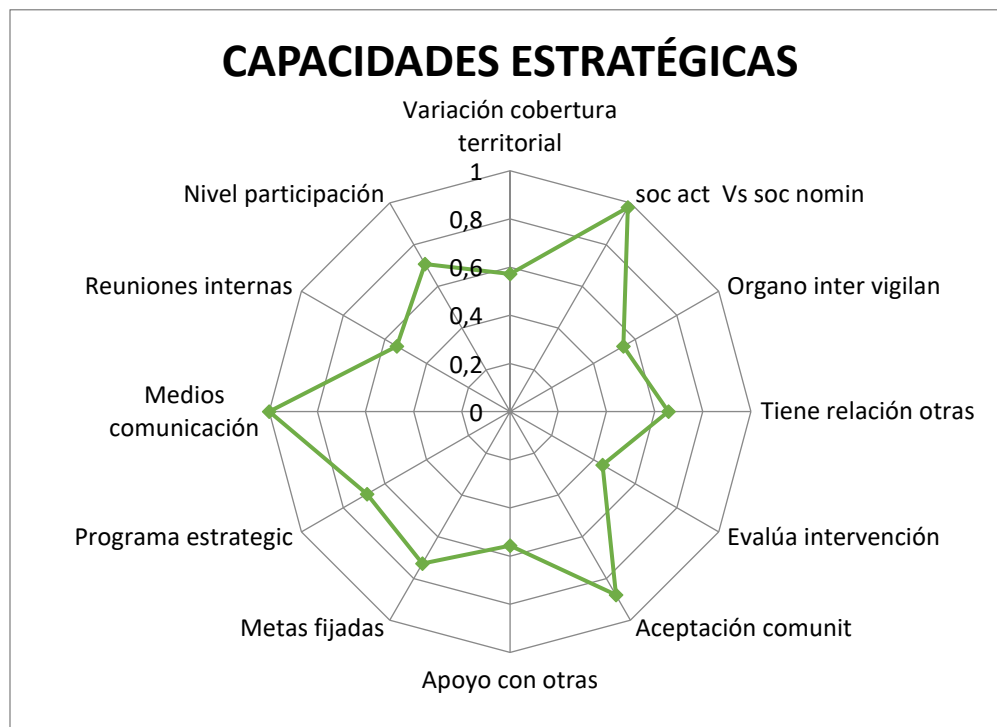 CAPACIDADES ESTRATÉGICAS
Variación cobertura
territorial
soc act  Vs soc nomin
Organo inter vigilan
Tiene relación otras
Evalúa intervención
Aceptación comunit
Apoyo con otras
Metas fijadas
Programa estrategic
Medios
comunicación
Reuniones internas
Nivel participación
1
0,8
0,6
0,4
0,2
0